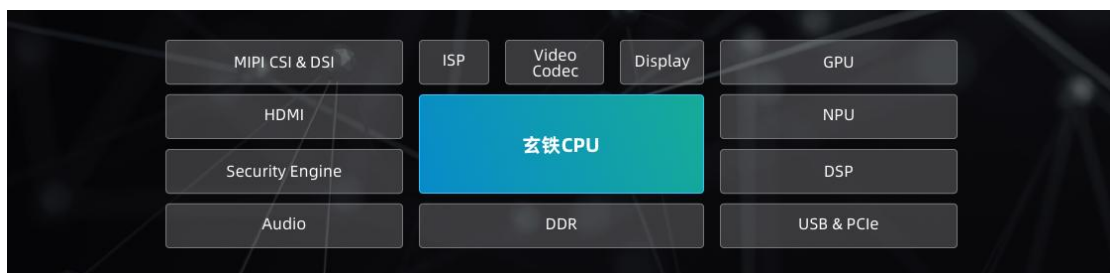 MIPI CSI & DSI
ISP
Video
Codec
Display
GPU
HDMI
玄铁CPU
NPU
Security Engine
DSP
Audio
DDR
USB & PCIe